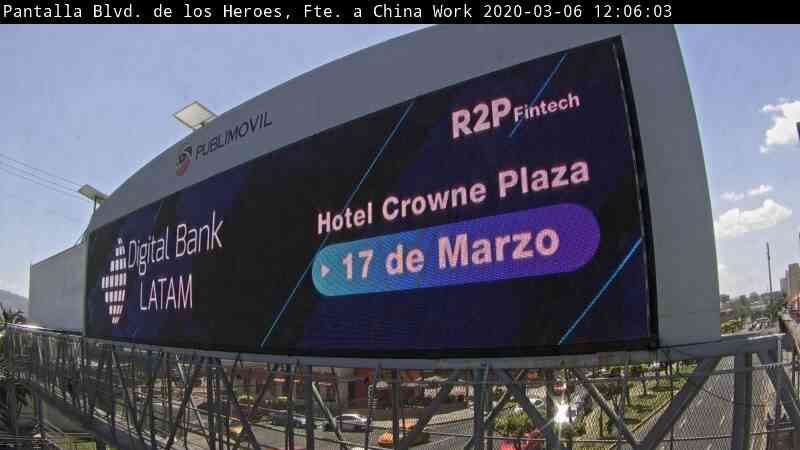 Pantalla Blvd. de los Heroes, Fte. a China Work 2020-03-06 12:06:03
PUBLIMOVIL
R2P Fintech
Digital Bank
LATAM
Hotel Crowne Plaza
17 de Marzo